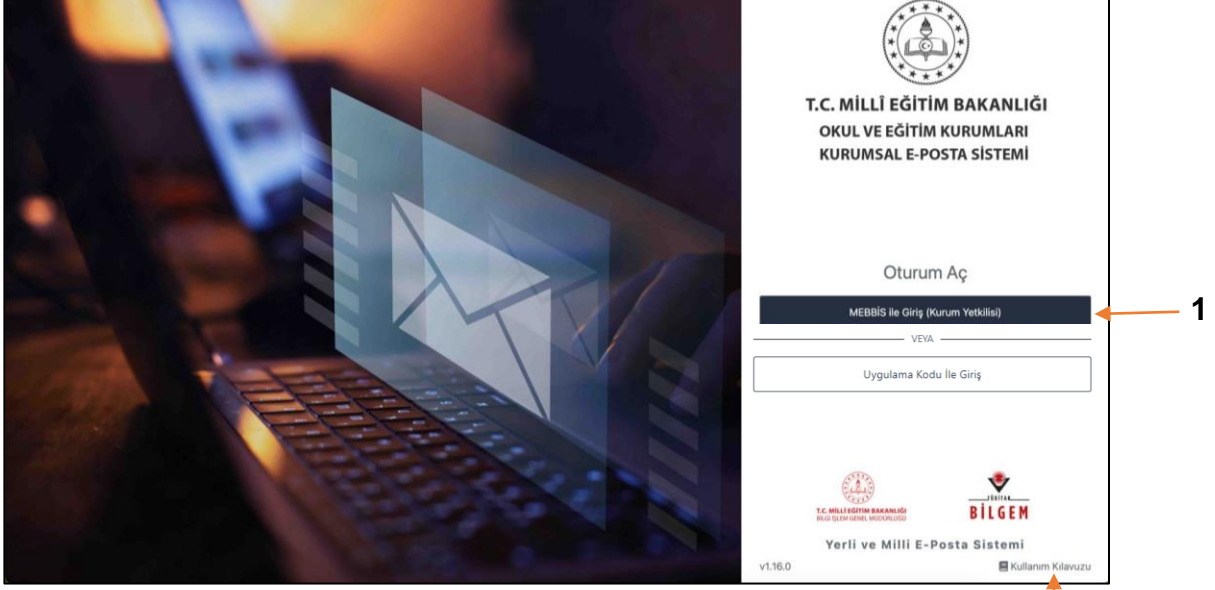 T.C. MİLLÎ EĞİTİM BAKANLIĞI
OKUL VE EĞİTİM KURUMLARI
KURUMSAL E-POSTA SİSTEMİ
Oturum Aç
MEBBİS ile Giriş (Kurum Yetkilisi)
1
VEYA
Uygulama Kodu İle Giriş
T.C. MİLLÎ EĞİTİM BAKANLIĞI
BİLGİ İŞLEM GENEL MÜDÜRLÜĞÜ
TÜBİTAK
BİLGEM
Yerli ve Milli E-Posta Sistemi
v1.16.0
Kullanım Kılavuzu